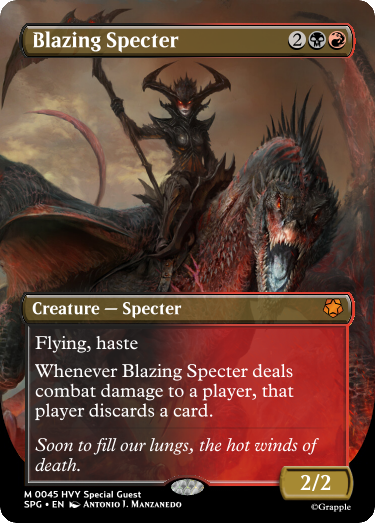 Blazing Specter 2
Creature — Specter
Flying, haste
Whenever Blazing Specter deals
combat damage to a player, that
player discards a card.
Soon to fill our lungs, the hot winds of
death.
2/2
M 0045 HVY Special Guest
SPG • EN Antonio J. Manzanedo
©Grapple